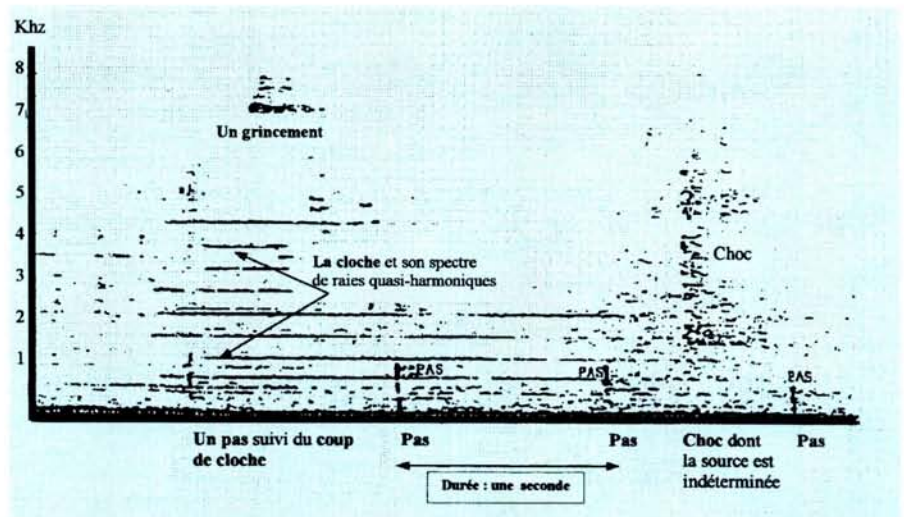 Khz
8
7
Un grincement
6
5
4
La cloche et son spectre
de raies quasi-harmoniques
Choc
3
2
1
PAS
PAS
PAS
Un pas suivi du coup
de cloche
Pas
Pas
Choc dont
la source est
indéterminée
Pas
Durée : une seconde